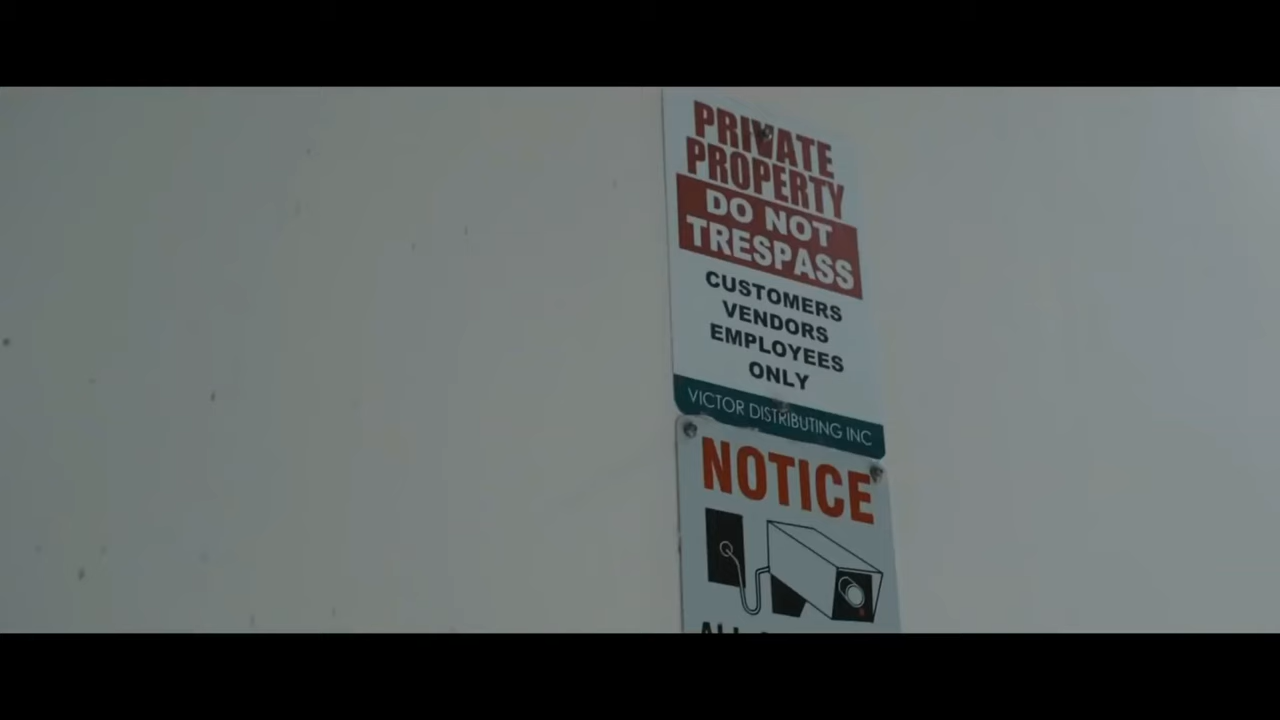 PRIVATE
PROPERTY
DO NOT
TRESPASS
CUSTOMERS
VENDORS
EMPLOYEES
ONLY
VICTOR DISTRIBUTING INC
NOTICE